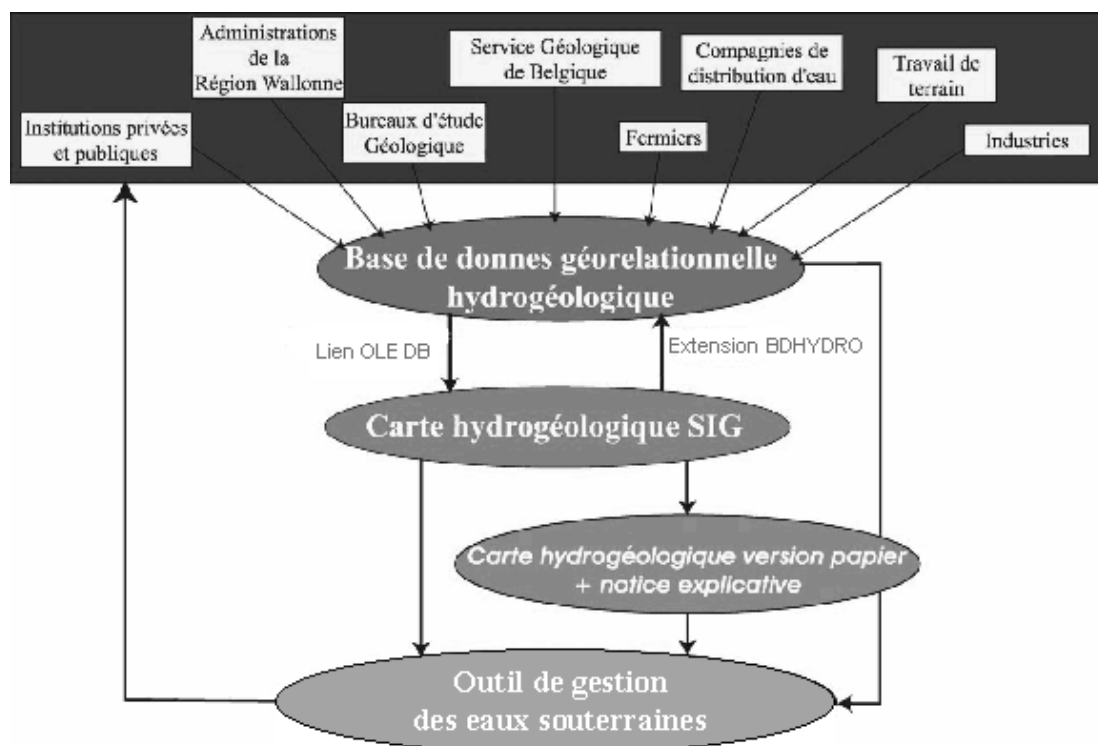 Administrations
de la
Région Wallonne
Service Géologique
de Belgique
Compagnies de
distribution d'eau
Travail de
terrain
Institutions privées
et publiques
Bureaux d'étude
Géologique
Fermiers
Industries
Base de donnes géorelationnelle
hydrogéologique
Lien OLE DB
Extension BDHYDRO
Carte hydrogéologique SIG
Carte hydrogéologique version papier
+ notice explicative
Outil de gestion
des eaux souterraines